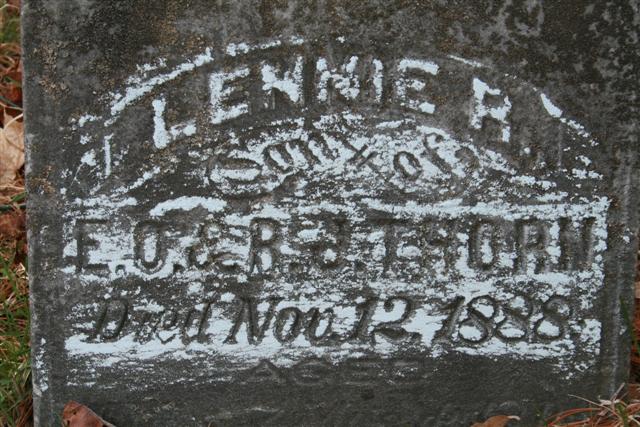 LENNIE R.
Son of
E. O. & R. J. THORN
Died Nov. 12, 1888.
AGED